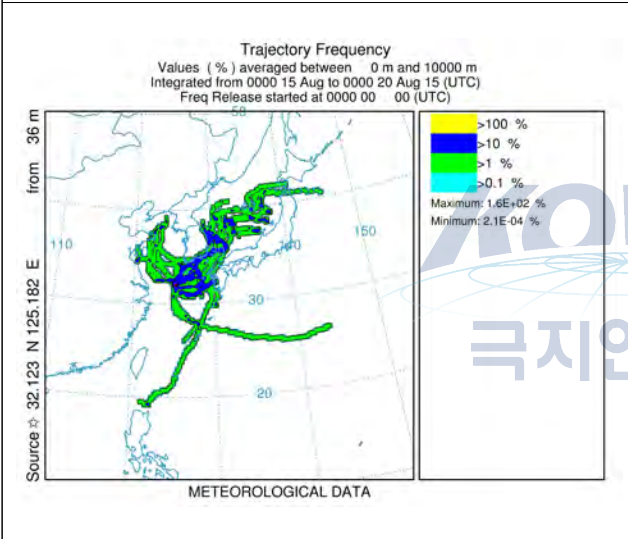 Trajectory Frequency
Values ( % ) averaged between 0 m and 10000 m
Integrated from 0000 15 Aug to 0000 20 Aug 15 (UTC)
Freq Release started at 0000 00 00 (UTC)
Source ☆ 32.123 N 125.182 E from 36 m
50
110
150
30
20
>100 %
>10 %
>1 %
>0.1 %
Maximum: 1.6E+02 %
Minimum: 2.1E-04 %
극지연
METEOROLOGICAL DATA